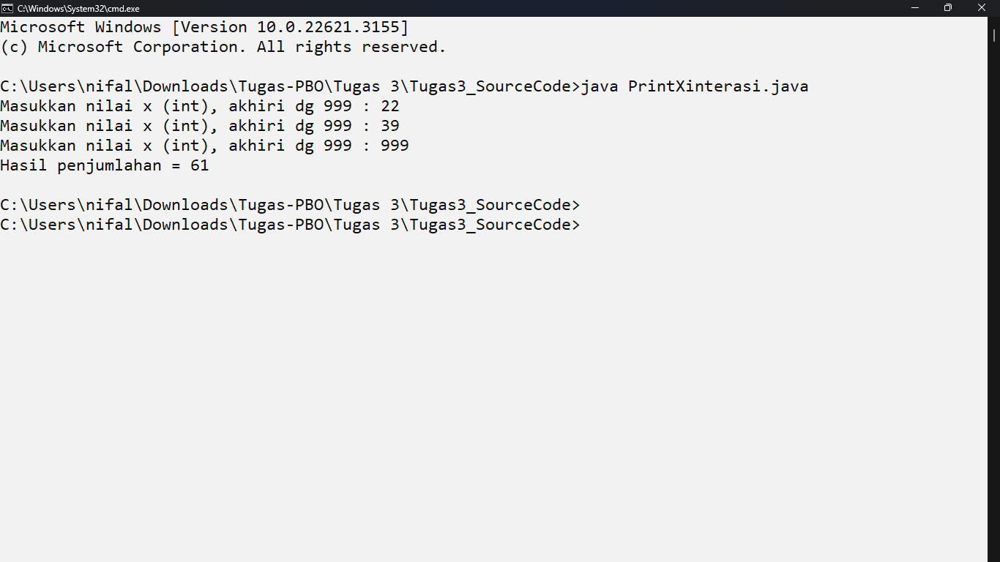 C:\Windows\System32\cmd.exe
Microsoft Windows [Version 10.0.22621.3155]
(c) Microsoft Corporation. All rights reserved.
C:\Users\nifal\Downloads\Tugas-PBO\Tugas 3\Tugas3_SourceCode>java PrintXinterasi.java
Masukkan nilai x (int), akhiri dg 999 : 22
Masukkan nilai x (int), akhiri dg 999 : 39
Masukkan nilai x (int), akhiri dg 999 : 999
Hasil penjumlahan = 61
C:\Users\nifal\Downloads\Tugas-PBO\Tugas 3\Tugas3_SourceCode>
C:\Users\nifal\Downloads\Tugas-PBO\Tugas 3\Tugas3_SourceCode>